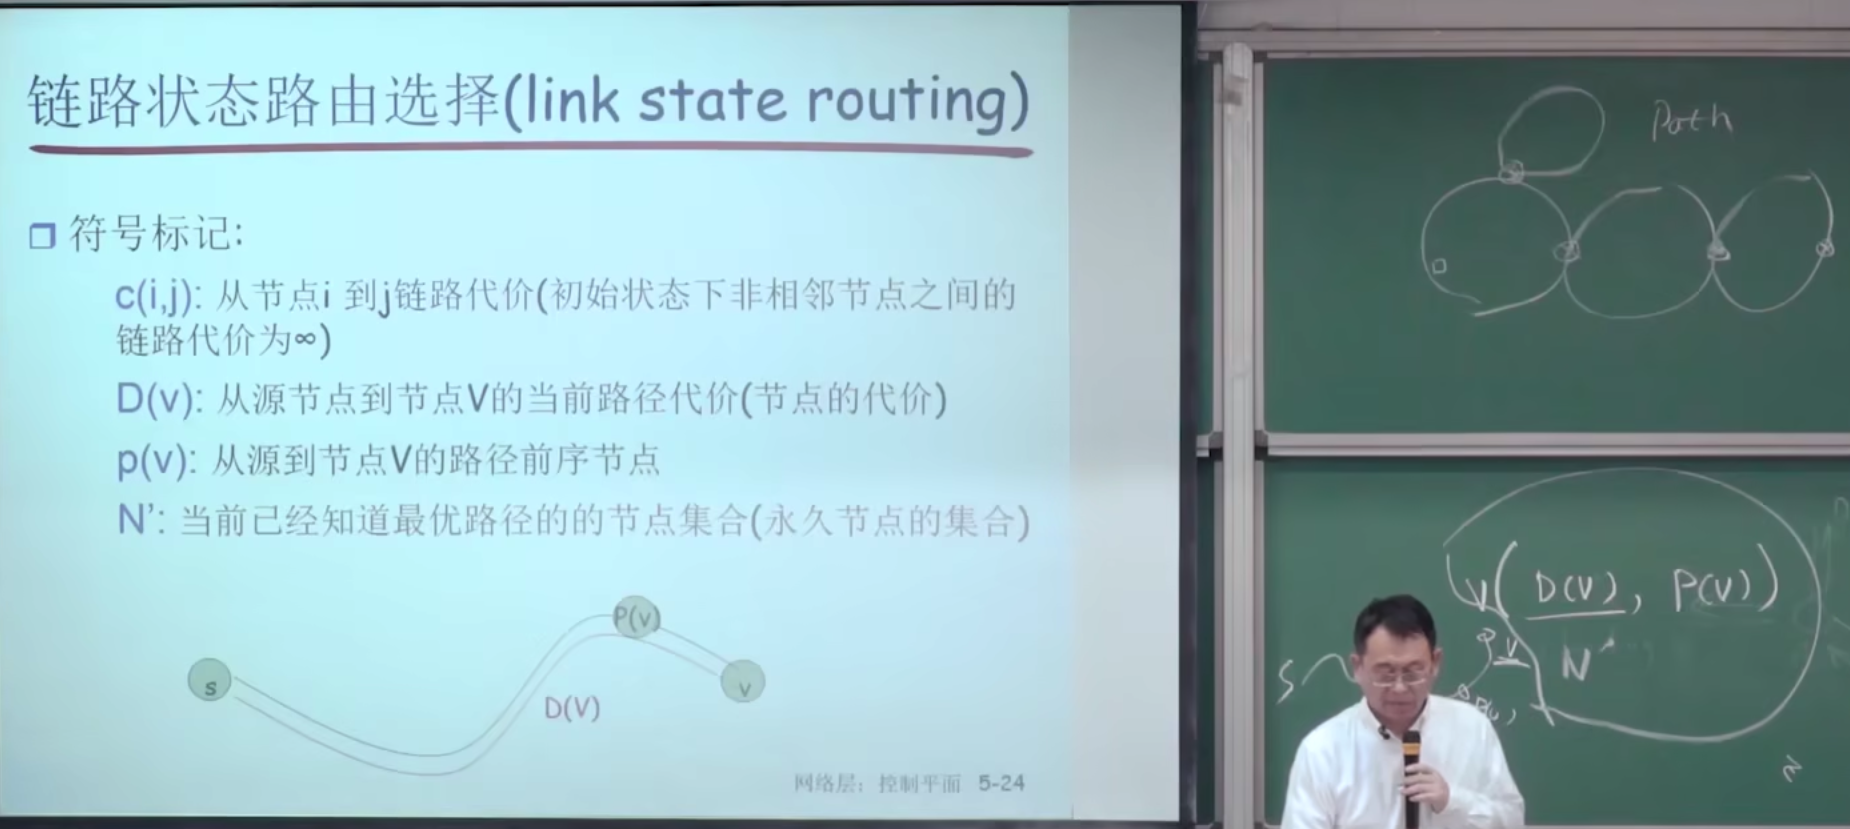 链路状态路由选择(link state routing)
符号标记:
c(i,j): 从节点i 到j链路代价(初始状态下非相邻节点之间的
链路代价为∞)
D(v): 从源节点到节点V的当前路径代价(节点的代价)
p(v): 从源到节点V的路径前序节点
N’: 当前已经知道最优路径的的节点集合(永久节点的集合)
P(v)
s
v
D(V)
网络层：控制平面 5-24
Path
V( D(V), P(V))
V
N'
S